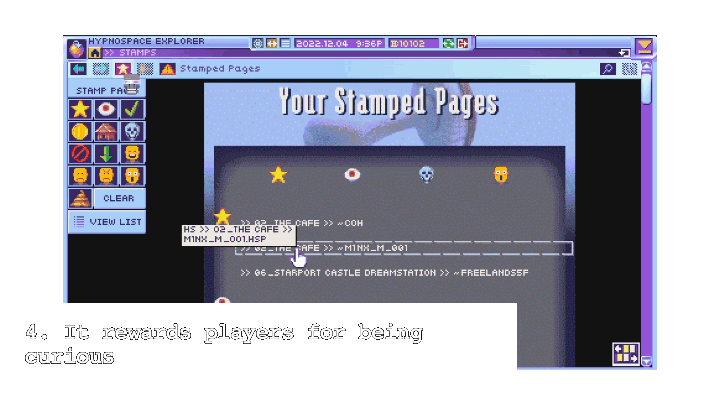 HYPNOSPACE EXPLORER
2022.12.04 9:36P
10102
>> STAMPS
Stamped Pages
STAMP PA
CLEAR
VIEW LIST
Your Stamped Pages
>> 02_THE CAFE >> ~COH
HS >> 02_THE CAFE >>
M1NX_M_001.HSP
>> 02_THE CAFE >> ~M1NX_M_001
>> 06_STARPORT CASTLE DREAMSTATION >> ~FREELANDSSF
4. It rewards players for being
curious